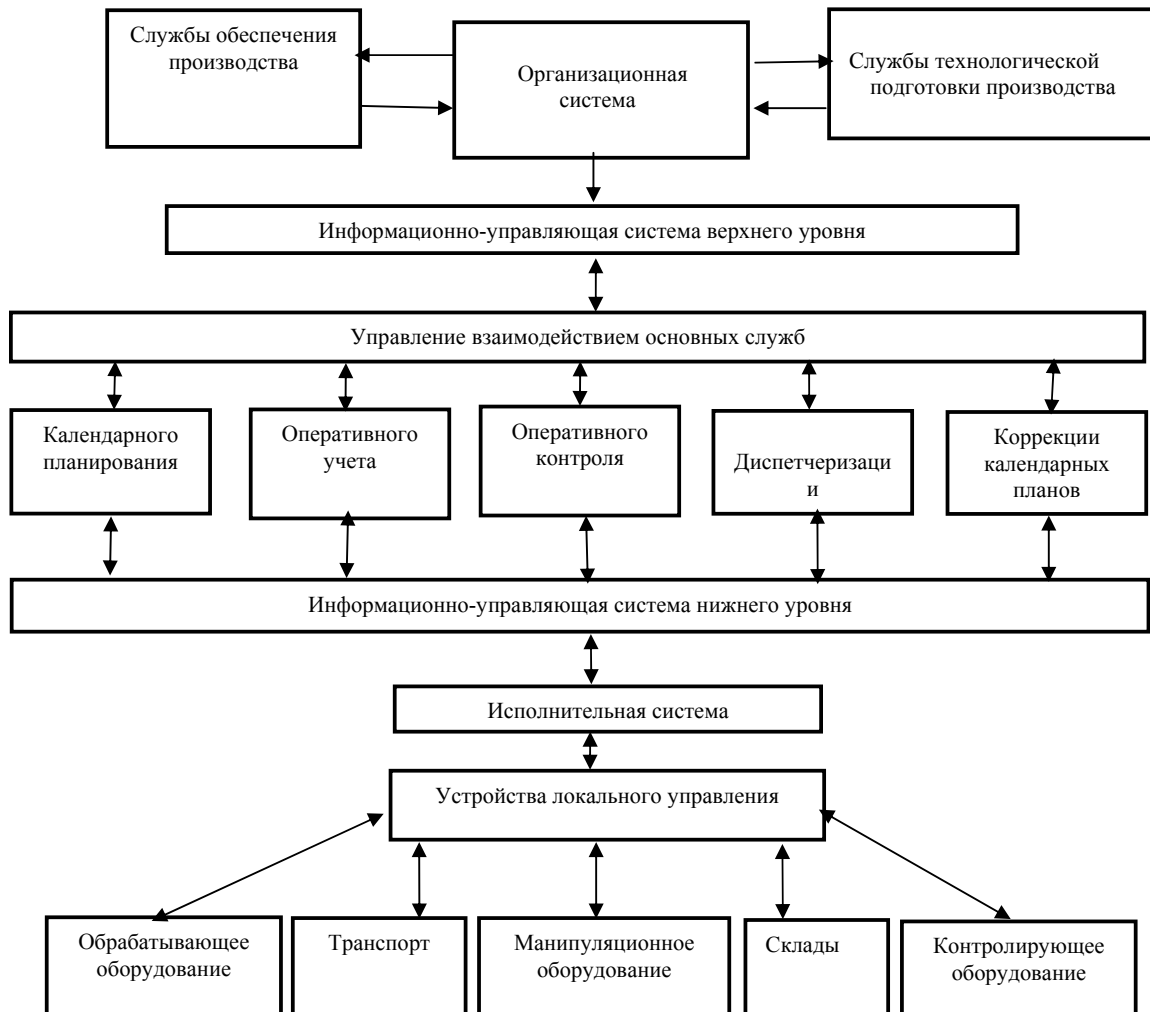 Службы обеспечения
производства
Организационная
система
Службы технологической
подготовки производства
Информационно-управляющая система верхнего уровня
Управление взаимодействием основных служб
Календарного
планирования
Оперативного
учета
Оперативного
контроля
Диспетчеризаци
и
Коррекции
календарных
планов
Информационно-управляющая система нижнего уровня
Исполнительная система
Устройства локального управления
Обрабатывающее
оборудование
Транспорт
Манипуляционное
оборудование
Склады
Контролирующее
оборудование